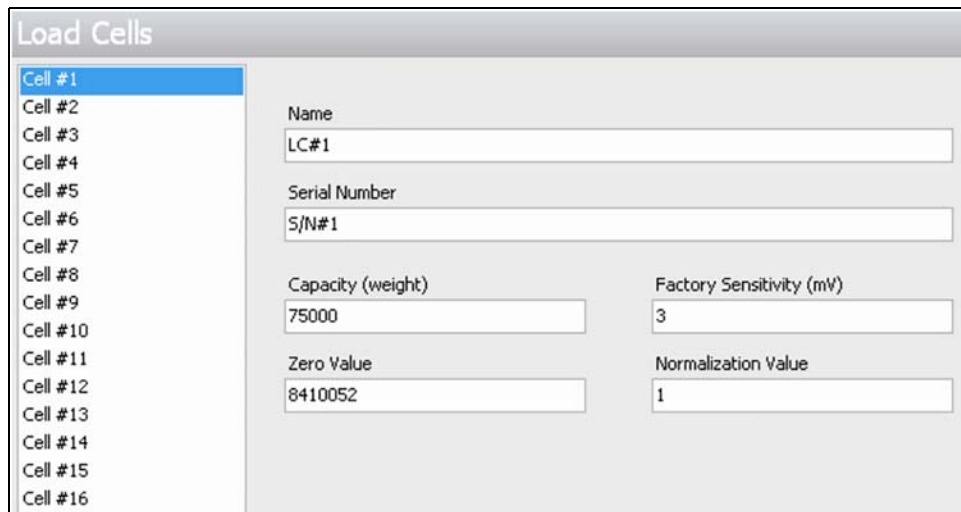 Load Cells
Cell #1
Cell #2
Cell #3
Cell #4
Cell #5
Cell #6
Cell #7
Cell #8
Cell #9
Cell #10
Cell #11
Cell #12
Cell #13
Cell #14
Cell #15
Cell #16
Name
LC#1
Serial Number
S/N#1
Capacity (weight)
Factory Sensitivity (mV)
75000
3
Zero Value
Normalization Value
8410052
1